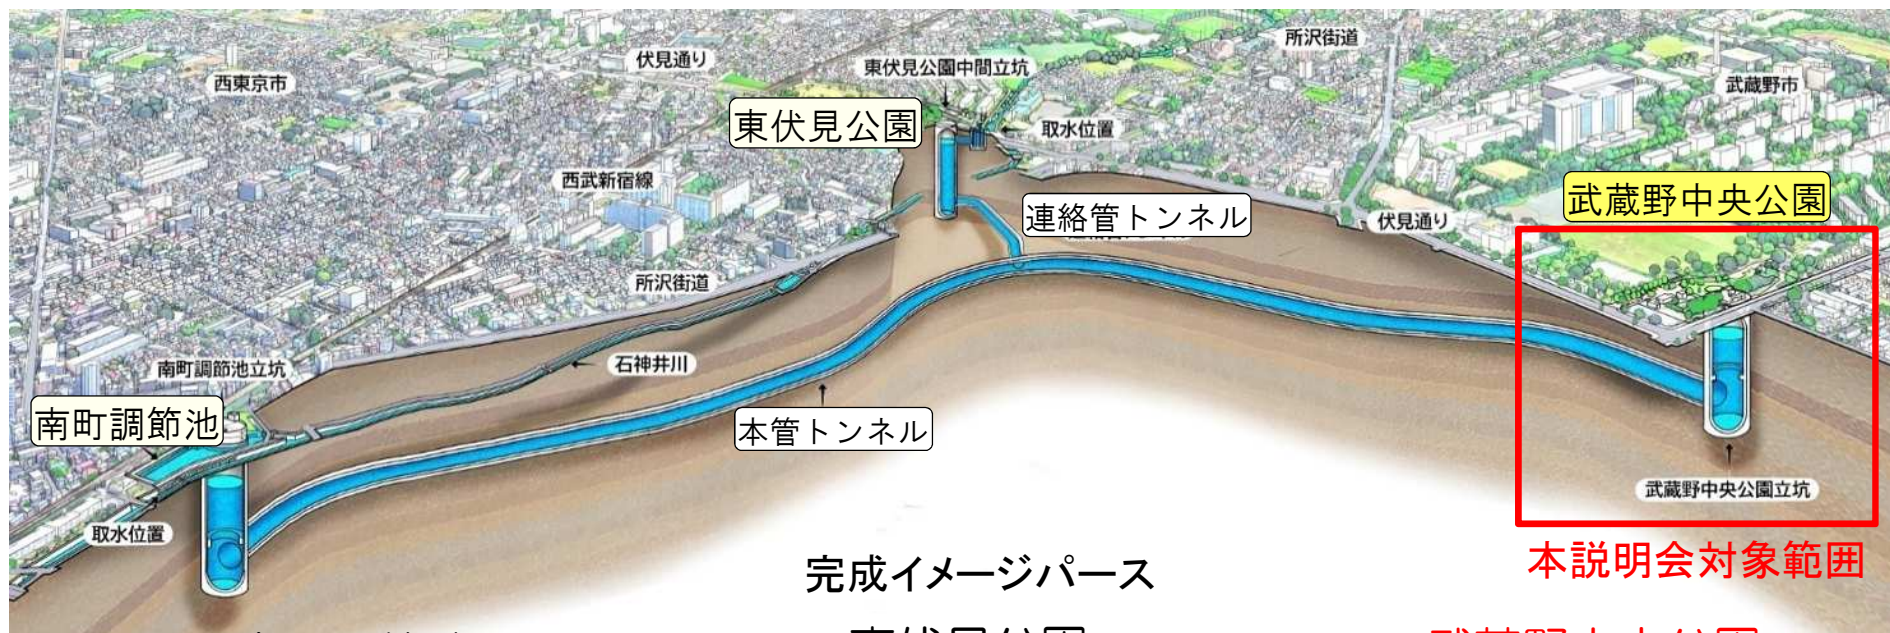 所沢街道
伏見通り
東伏見公園中間立坑
西東京市
武蔵野市
東伏見公園
取水位置
西武新宿線
武蔵野中央公園
連絡管トンネル
伏見通り
所沢街道
南町調節池立坑
石神井川
南町調節池
本管トンネル
武蔵野中央公園立坑
取水位置
本説明会対象範囲
完成イメージパース